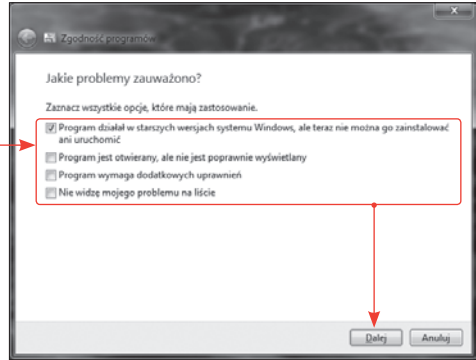 Zgodność programów
Jakie problemy zauważono?
Zaznacz wszystkie opcje, które mają zastosowanie.
Program działał w starszych wersjach systemu Windows, ale teraz nie można go zainstalować
ani uruchomić
Program jest otwierany, ale nie jest poprawnie wyświetlany
Program wymaga dodatkowych uprawnień
Nie widzę mojego problemu na liście
Dalej Anuluj